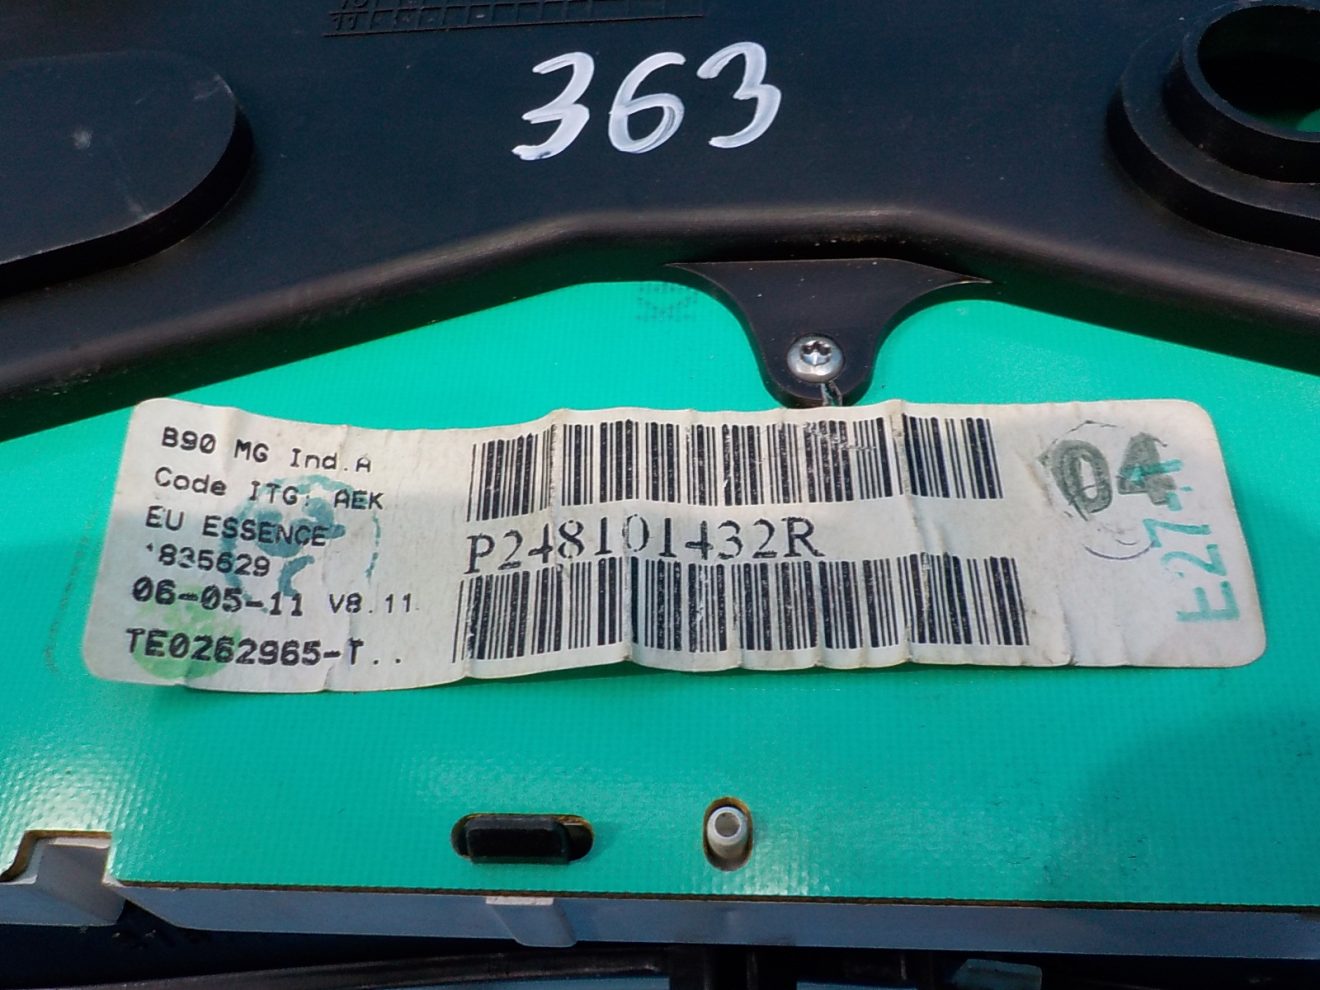 363
B90 MG Ind.A
Code ITG: AEK
EU ESSENCE
'835629
06-05-11 V8.11
TE0262965-T..
P248101432R
04
E274